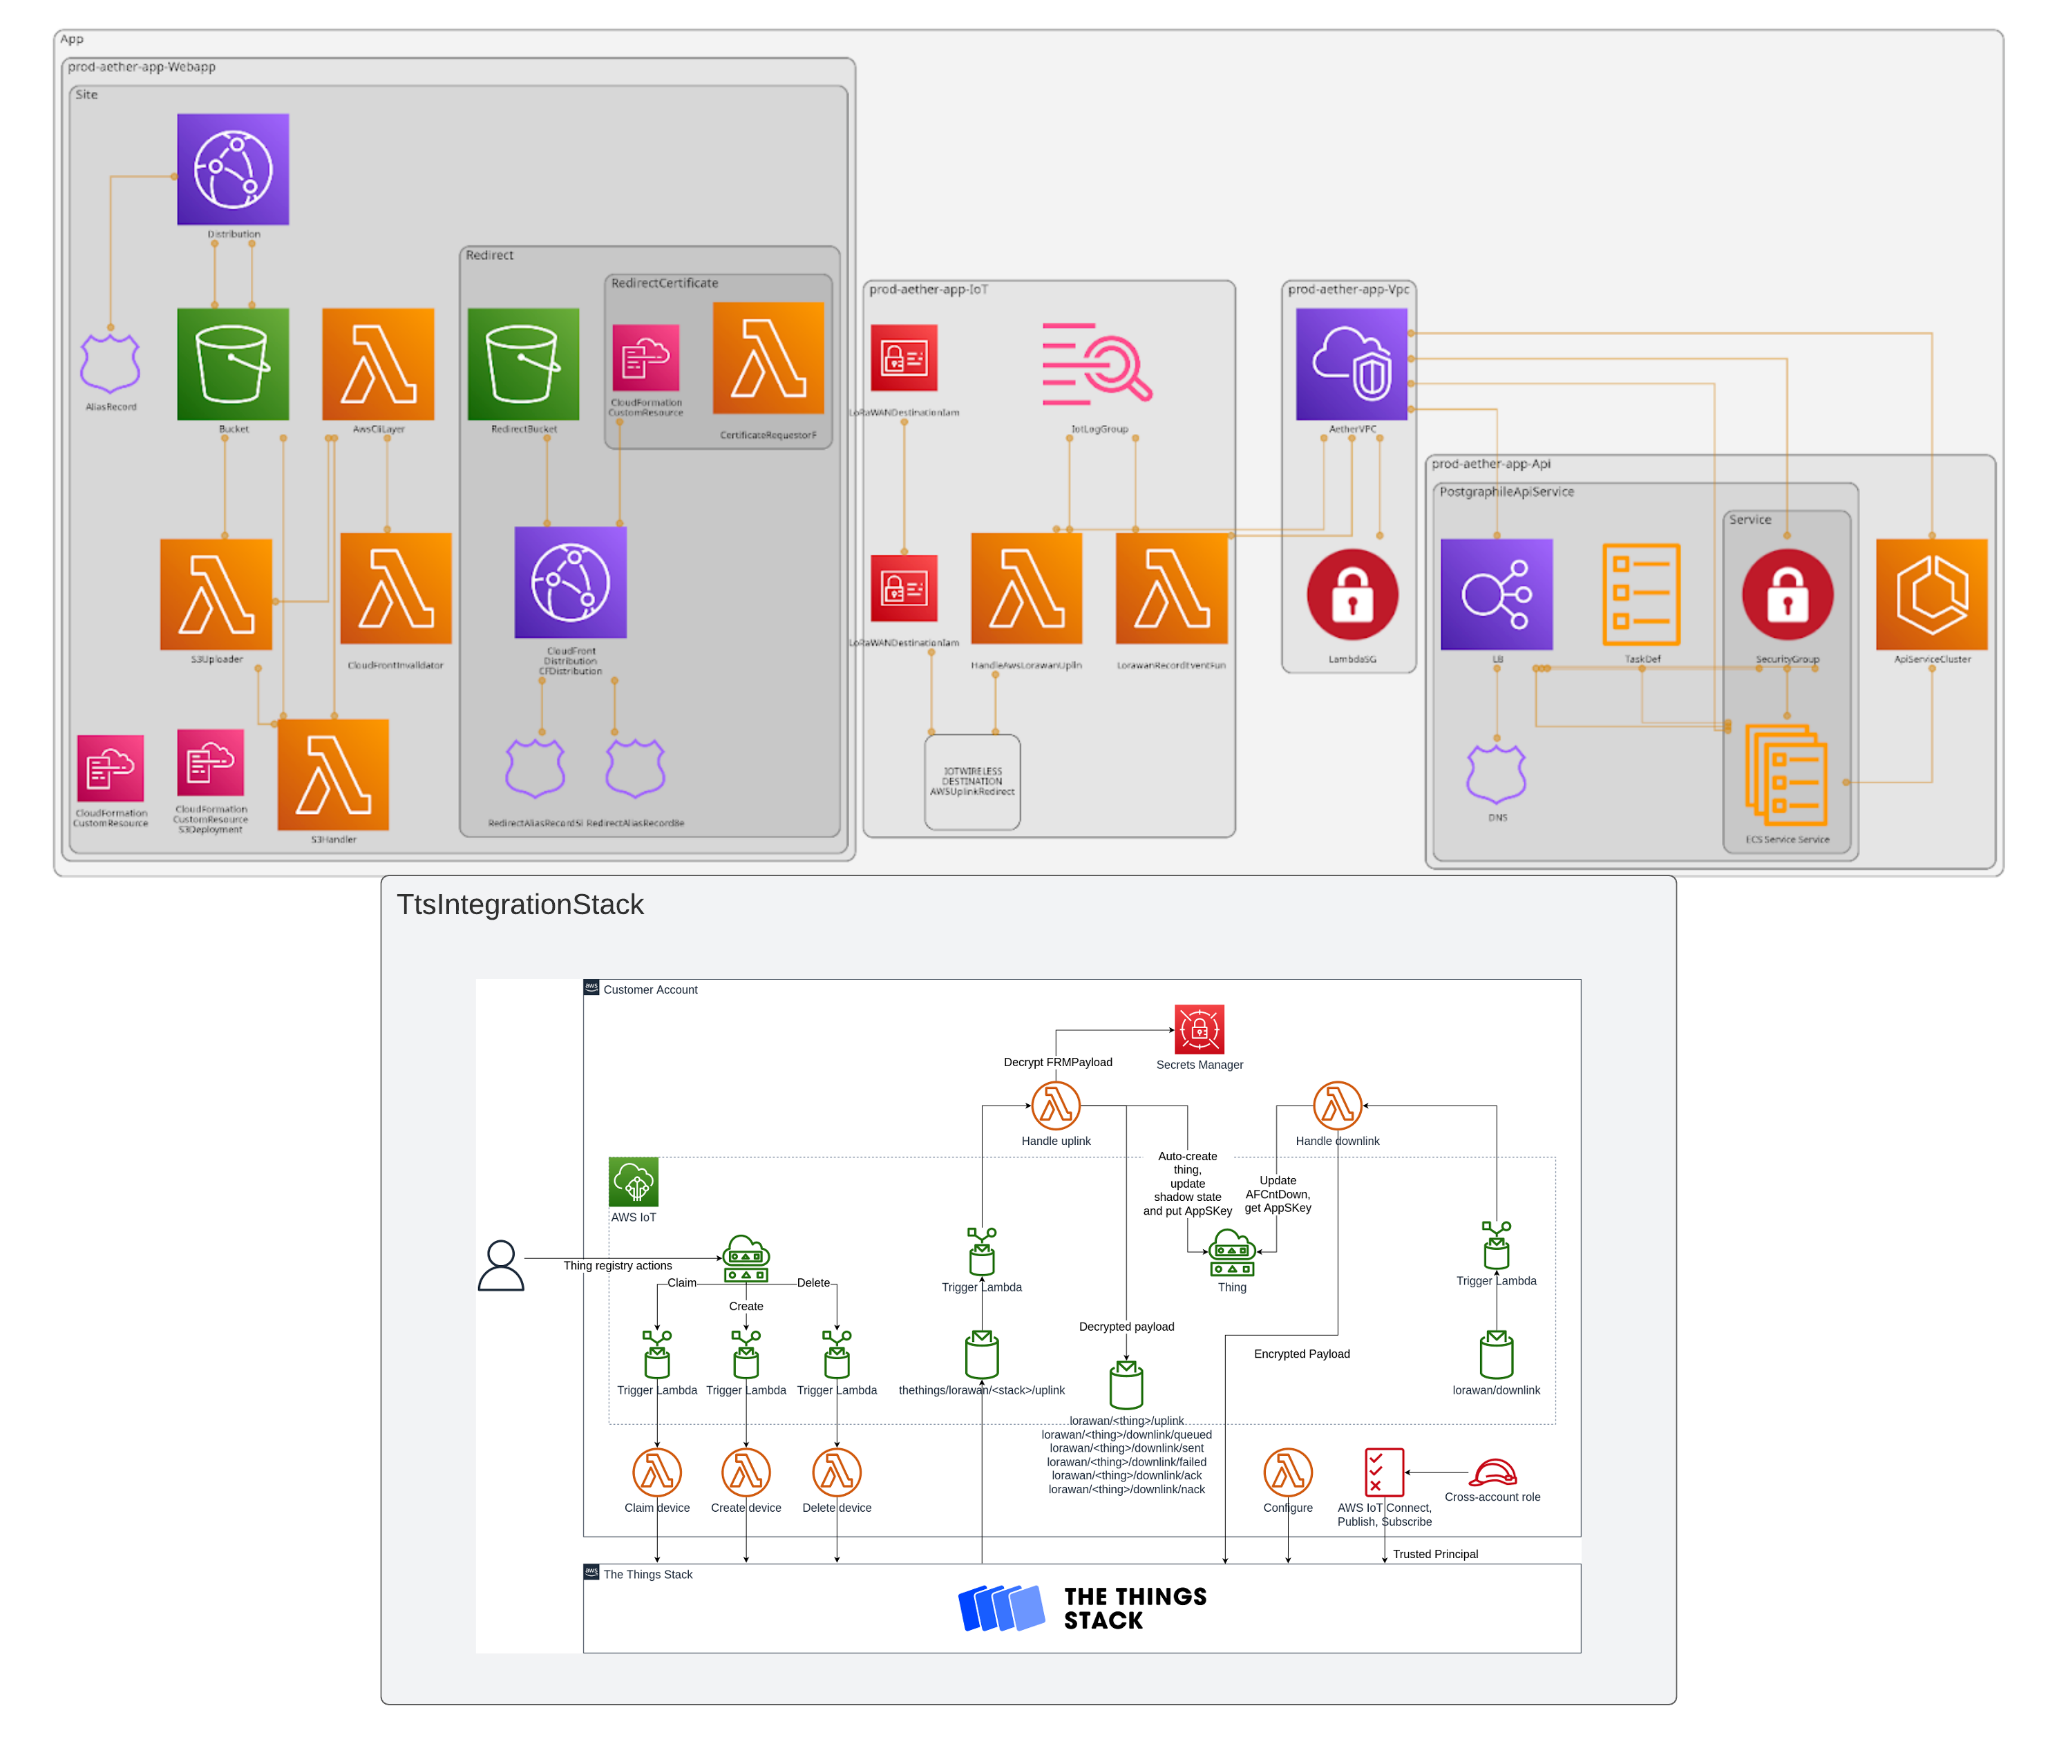 App
prod-aether-app-Webapp
Site
Distribution
AliasRecord
Bucket
AwsCliLayer
S3Uploader
CloudFrontInvalidator
CloudFormation
CustomResource
CloudFormation
CustomResource
S3Deployment
S3Handler
Redirect
RedirectCertificate
RedirectBucket
CloudFormation
CustomResource
CertificateRequestorF
CloudFront
Distribution
CFDistribution
RedirectAliasRecordSi
RedirectAliasRecord8e
prod-aether-app-IoT
LoRaWANDestinationIam
IotLogGroup
LoRaWANDestinationIam
HandleAwsLorawanUplin
LorawanRecordEventFun
IOTWIRELESS
DESTINATION
AWSUplinkRedirect
prod-aether-app-Vpc
AetherVPC
LambdaSG
prod-aether-app-Api
PostgraphileApiService
Service
LB
TaskDef
SecurityGroup
ApiServiceCluster
DNS
ECS Service Service
TtsIntegrationStack
aws
Customer Account
Secrets Manager
Decrypt FRMPayload
Handle uplink
Handle downlink
Auto-create
thing,
update
shadow state
and put AppSKey
Update
AFCntDown,
get AppSKey
AWS IoT
Thing registry actions
Claim
Delete
Create
Trigger Lambda
Thing
Trigger Lambda
Decrypted payload
Encrypted Payload
Trigger Lambda
Trigger Lambda
Trigger Lambda
thethings/lorawan/<stack>/uplink
lorawan/downlink
lorawan/<thing>/uplink
lorawan/<thing>/downlink/queued
lorawan/<thing>/downlink/sent
lorawan/<thing>/downlink/failed
lorawan/<thing>/downlink/ack
lorawan/<thing>/downlink/nack
Claim device
Create device
Delete device
Configure
AWS IoT Connect,
Publish, Subscribe
Cross-account role
Trusted Principal
aws
The Things Stack
THE THINGS
STACK